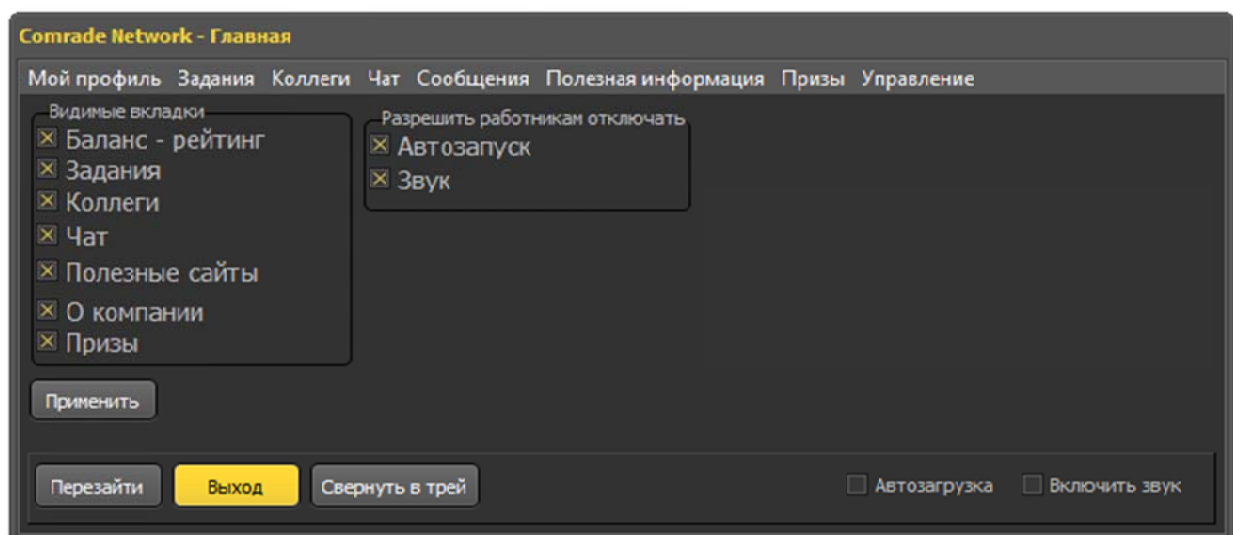 Comrade Network - Главная
Мой профиль Задания Коллеги Чат Сообщения Полезная информация Призы Управление
Видимые вкладки
Баланс - рейтинг
Задания
Коллеги
Чат
Полезные сайты
О компании
Призы
Разрешить работникам отключать
Автозапуск
Звук
Применить
Перезайти Выход Свернуть в трей Автозагрузка Включить звук